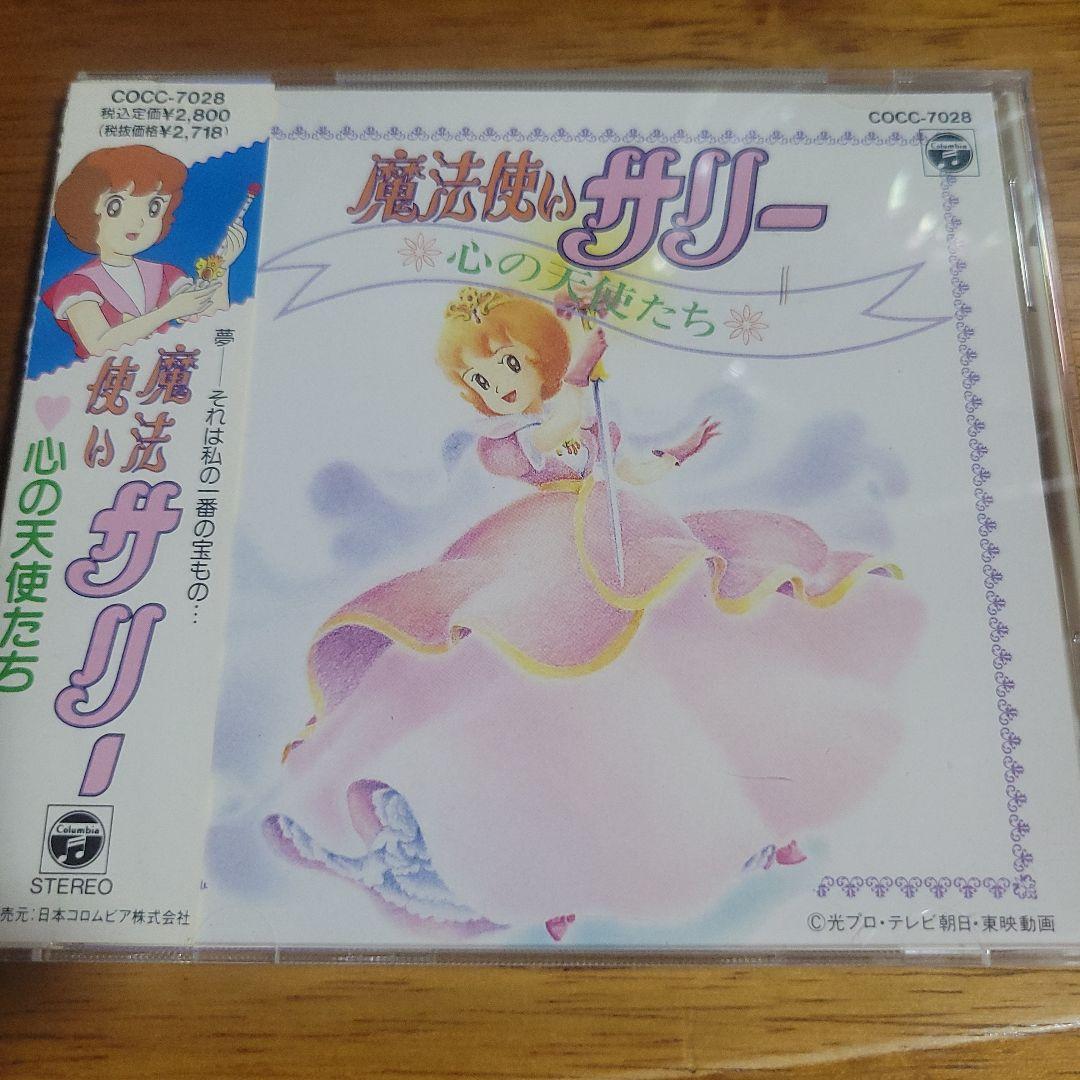 COCC-7028
税込定価¥2,800
(税抜価格¥2,718)
夢――それは私の一番の宝もの…
魔法使い
サリー
心の天使たち
Columbia
STEREO
売元:日本コロムビア株式会社
COCC-7028
Columbia
魔法使いサリー
心の天使たち
©光プロ・テレビ朝日・東映動画